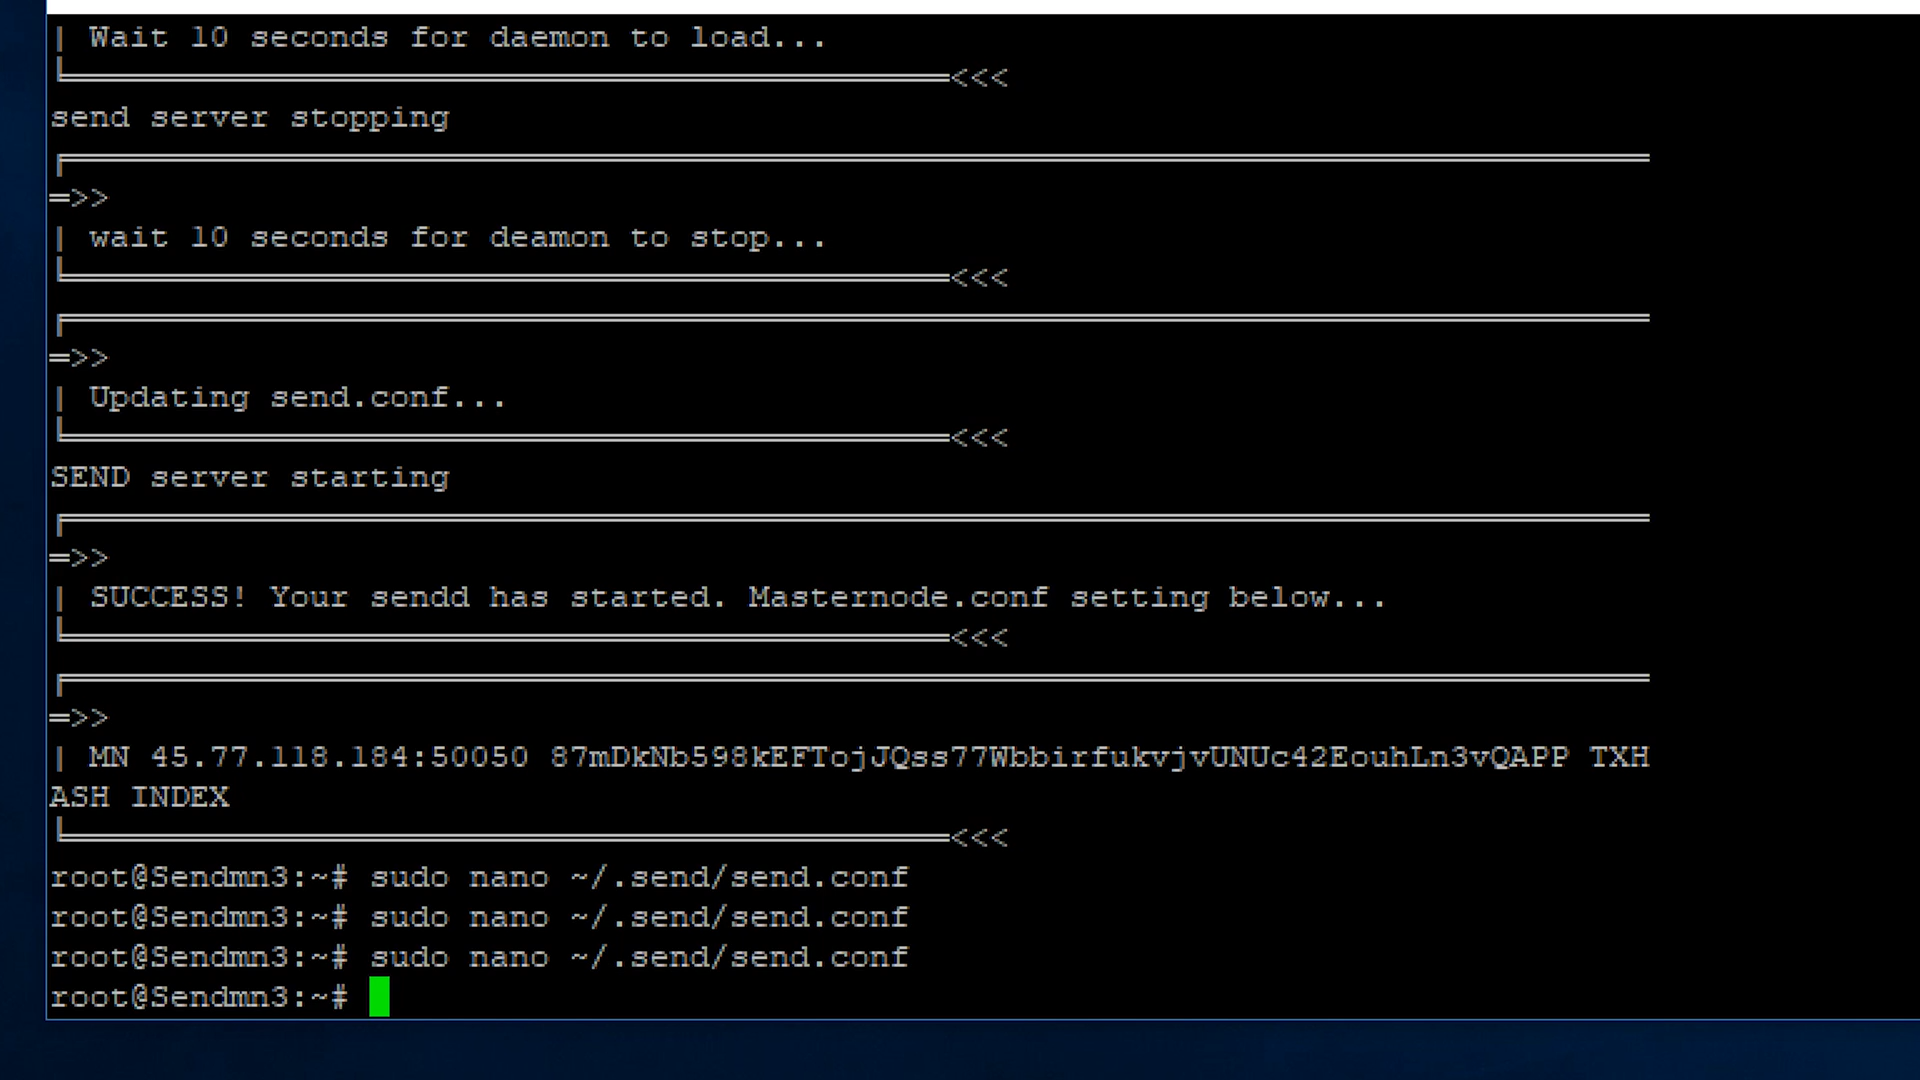 | Wait 10 seconds for daemon to load...
╘════════════════════════════════════════════<<<
send server stopping
╒═══════════════════════════════════════════════════════════════════════════════
═>>
| wait 10 seconds for deamon to stop...
╘════════════════════════════════════════════<<<
╒═══════════════════════════════════════════════════════════════════════════════
═>>
| Updating send.conf...
╘════════════════════════════════════════════<<<
SEND server starting
╒═══════════════════════════════════════════════════════════════════════════════
═>>
| SUCCESS! Your sendd has started. Masternode.conf setting below...
╘════════════════════════════════════════════<<<
╒═══════════════════════════════════════════════════════════════════════════════
═>>
| MN 45.77.118.184:50050 87mDkNb598kEFTojJQss77WbbirfukvjvUNUc42EouhLn3vQAPP TXH
ASH INDEX
╘════════════════════════════════════════════<<<
root@Sendmn3:~# sudo nano ~/.send/send.conf
root@Sendmn3:~# sudo nano ~/.send/send.conf
root@Sendmn3:~# sudo nano ~/.send/send.conf
root@Sendmn3:~#